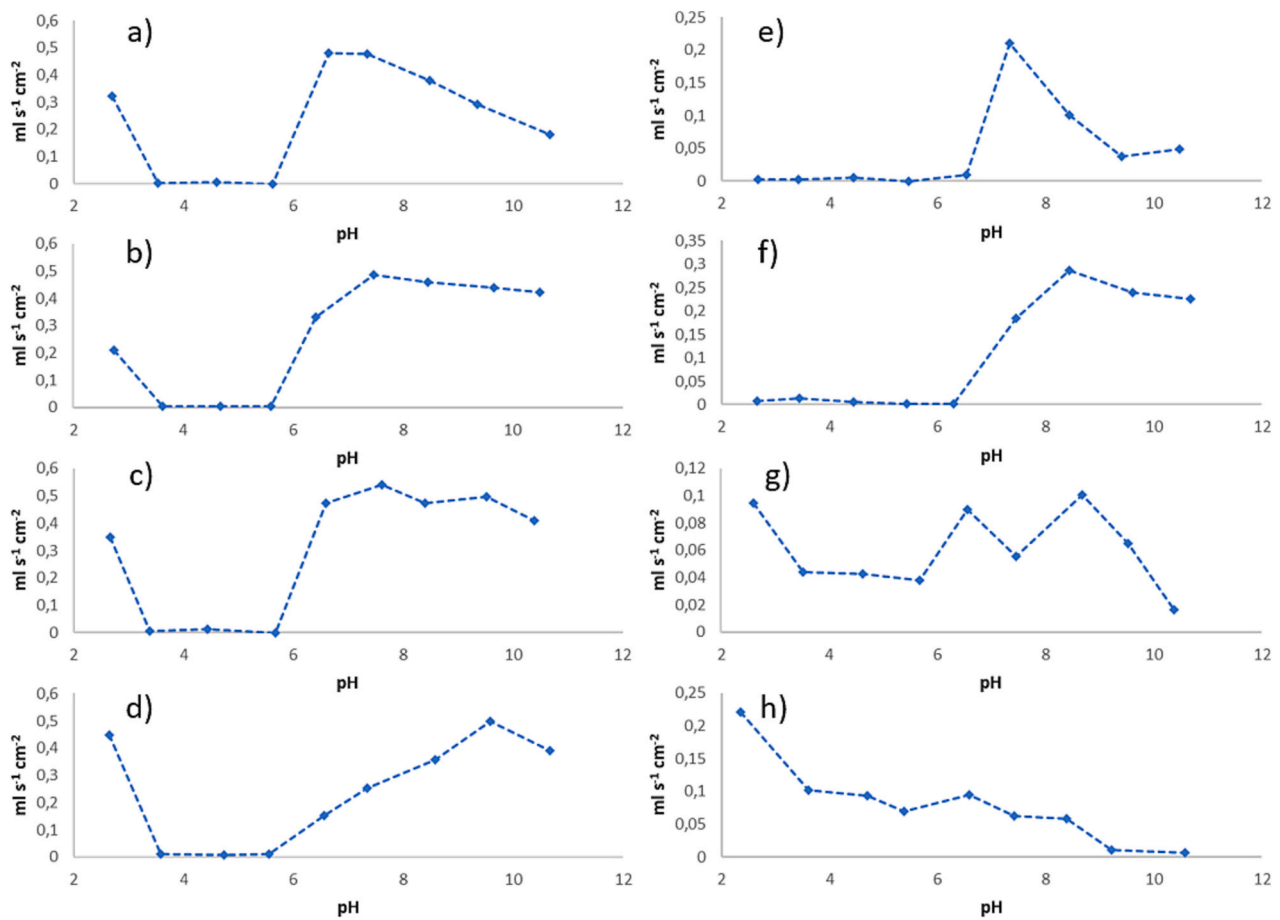 a)
ml s⁻¹ cm⁻²
0,6
0,5
0,4
0,3
0,2
0,1
0
2 4 6 8 10 12
pH
b)
ml s⁻¹ cm⁻²
0,6
0,5
0,4
0,3
0,2
0,1
0
2 4 6 8 10 12
pH
c)
ml s⁻¹ cm⁻²
0,6
0,5
0,4
0,3
0,2
0,1
0
2 4 6 8 10 12
pH
d)
ml s⁻¹ cm⁻²
0,6
0,5
0,4
0,3
0,2
0,1
0
2 4 6 8 10 12
pH
e)
ml s⁻¹ cm⁻²
0,25
0,2
0,15
0,1
0,05
0
2 4 6 8 10 12
pH
f)
ml s⁻¹ cm⁻²
0,35
0,3
0,25
0,2
0,15
0,1
0,05
0
2 4 6 8 10 12
pH
g)
ml s⁻¹ cm⁻²
0,12
0,1
0,08
0,06
0,04
0,02
0
2 4 6 8 10 12
pH
h)
ml s⁻¹ cm⁻²
0,25
0,2
0,15
0,1
0,05
0
2 4 6 8 10 12
pH